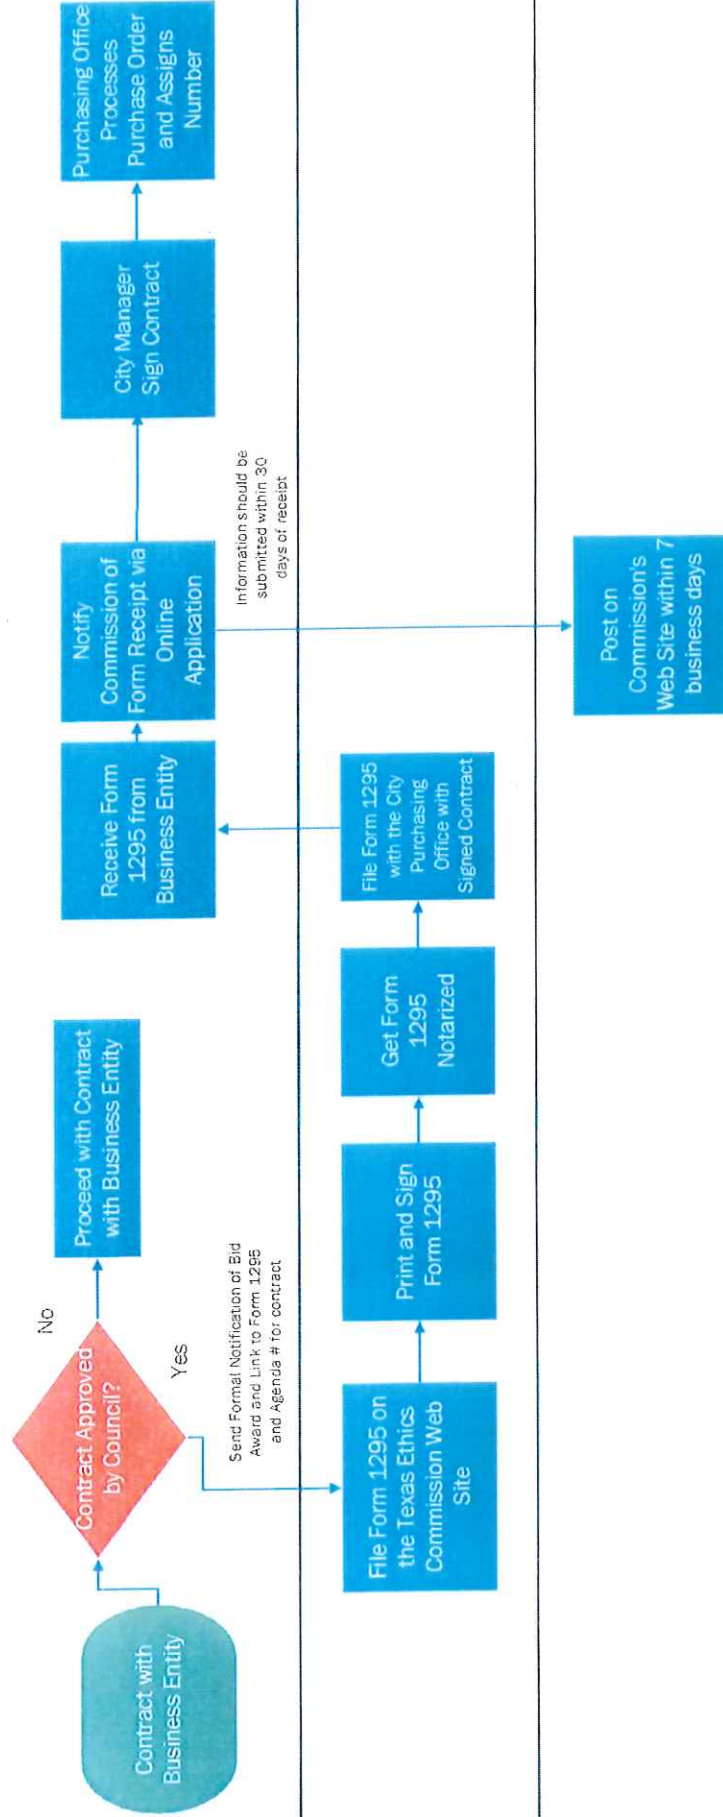 Contract with
Business Entity
Contract Approved
by Council?
No
Yes
Proceed with Contract
with Business Entity
Send Formal Notification of Bid
Award and Link to Form 1295
and Agenda # for contract
File Form 1295 on
the Texas Ethics
Commission Web
Site
Print and Sign
Form 1295
Get Form
1295
Notarized
File Form 1295
with the City
Purchasing
Office with
Signed Contract
Receive Form
1295 from
Business Entity
Notify
Commission of
Form Receipt via
Online
Application
Information should be
submitted within 30
days of receipt
Post on
Commission's
Web Site within 7
business days
City Manager
Sign Contract
Purchasing Office
Processes
Purchase Order
and Assigns
Number